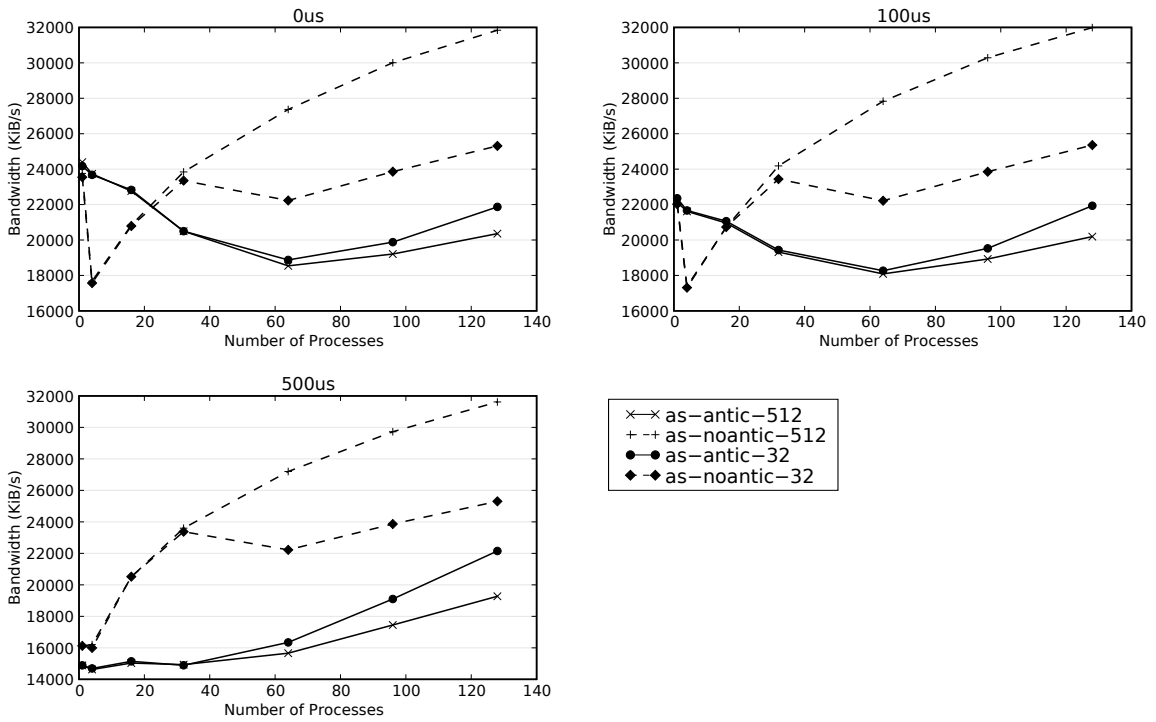 0us
32000
30000
28000
26000
24000
22000
20000
18000
16000
Bandwidth (KiB/s)
0 20 40 60 80 100 120 140
Number of Processes
100us
32000
30000
28000
26000
24000
22000
20000
18000
16000
Bandwidth (KiB/s)
0 20 40 60 80 100 120 140
Number of Processes
500us
32000
30000
28000
26000
24000
22000
20000
18000
16000
14000
Bandwidth (KiB/s)
0 20 40 60 80 100 120 140
Number of Processes
as−antic−512
as−noantic−512
as−antic−32
as−noantic−32